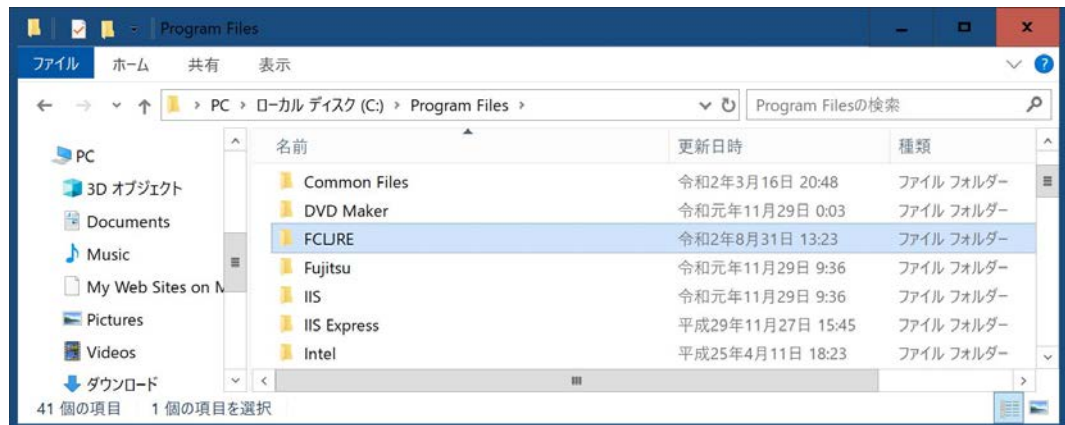 Program Files
ファイル ホーム 共有 表示
PC › ローカル ディスク (C:) › Program Files ›
Program Filesの検索
PC
3D オブジェクト
Documents
Music
My Web Sites on M
Pictures
Videos
ダウンロード
名前 更新日時 種類
Common Files 令和2年3月16日 20:48 ファイル フォルダー
DVD Maker 令和元年11月29日 0:03 ファイル フォルダー
FCLJRE 令和2年8月31日 13:23 ファイル フォルダー
Fujitsu 令和元年11月29日 9:36 ファイル フォルダー
IIS 令和元年11月29日 9:36 ファイル フォルダー
IIS Express 平成29年11月27日 15:45 ファイル フォルダー
Intel 平成25年4月11日 18:23 ファイル フォルダー
41 個の項目 1 個の項目を選択